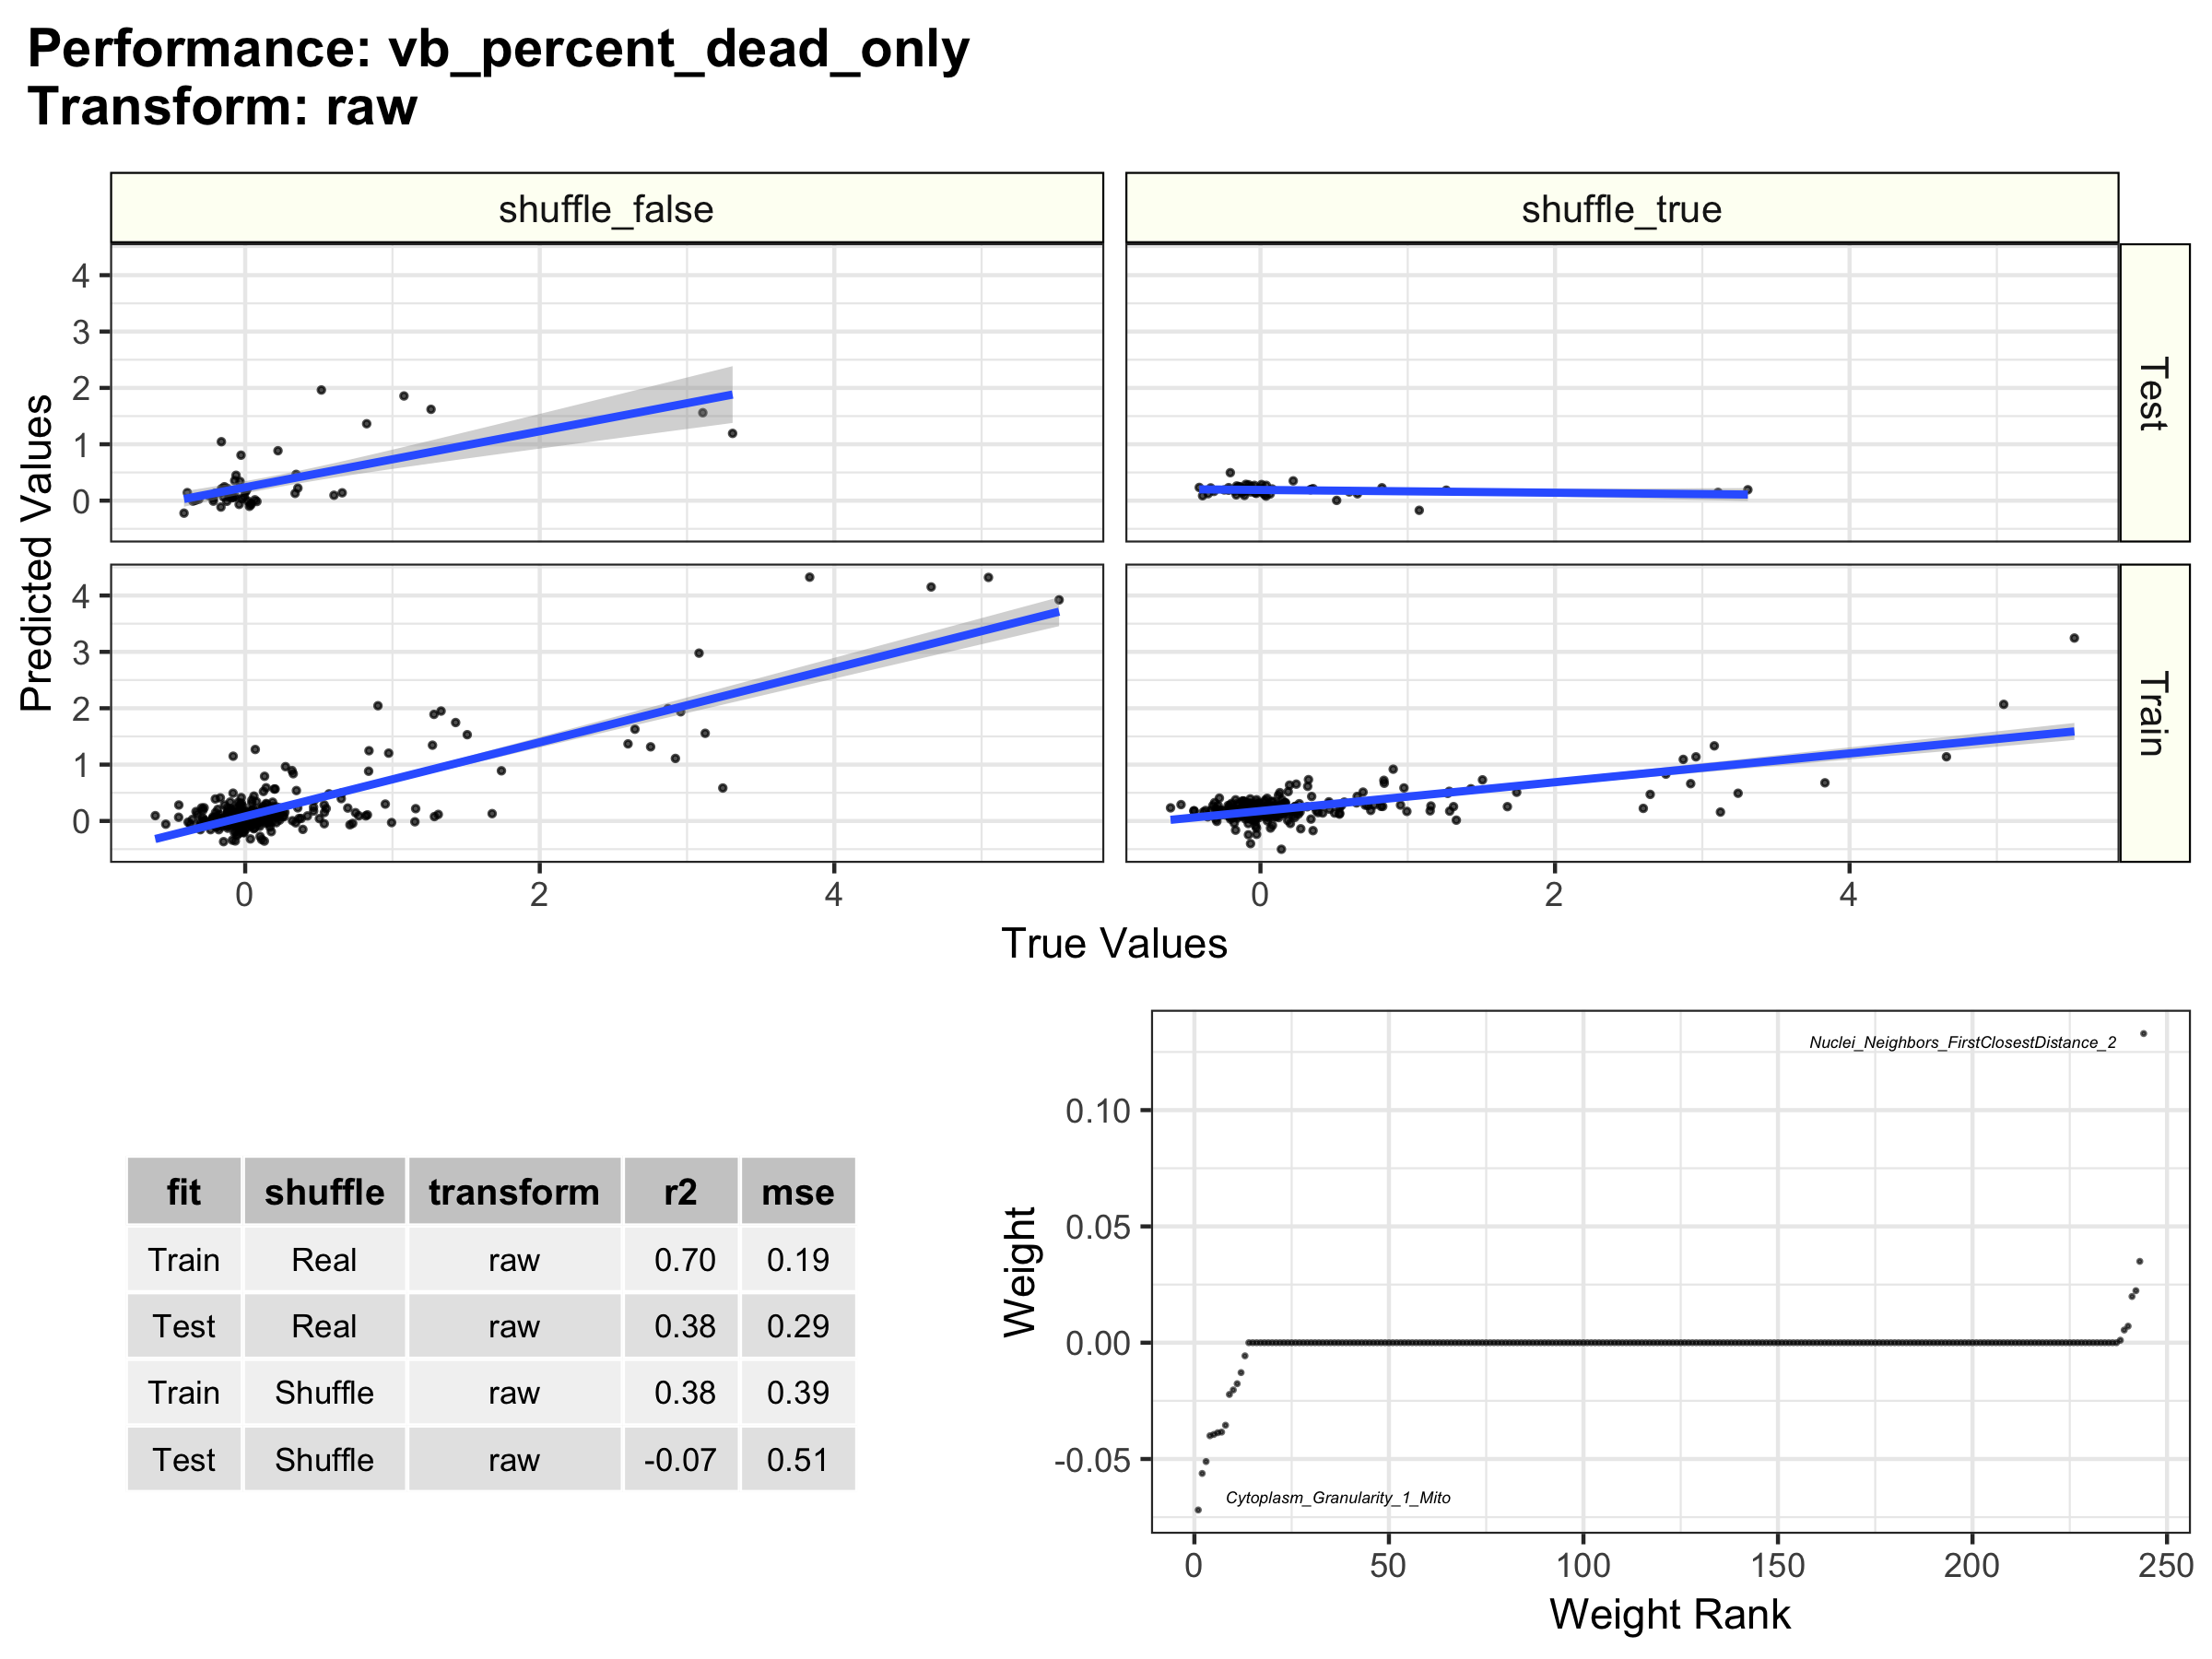 Performance: vb_percent_dead_only
Transform: raw
shuffle_false
shuffle_true
4
3
2
1
0
Test
Predicted Values
4
3
2
1
0
Train
0
2
4
0
2
4
True Values
fit shuffle transform r2 mse
Train Real raw 0.70 0.19
Test Real raw 0.38 0.29
Train Shuffle raw 0.38 0.39
Test Shuffle raw -0.07 0.51
Nuclei_Neighbors_FirstClosestDistance_2
0.10
0.05
0.00
-0.05
Weight
Cytoplasm_Granularity_1_Mito
0
50
100
150
200
250
Weight Rank